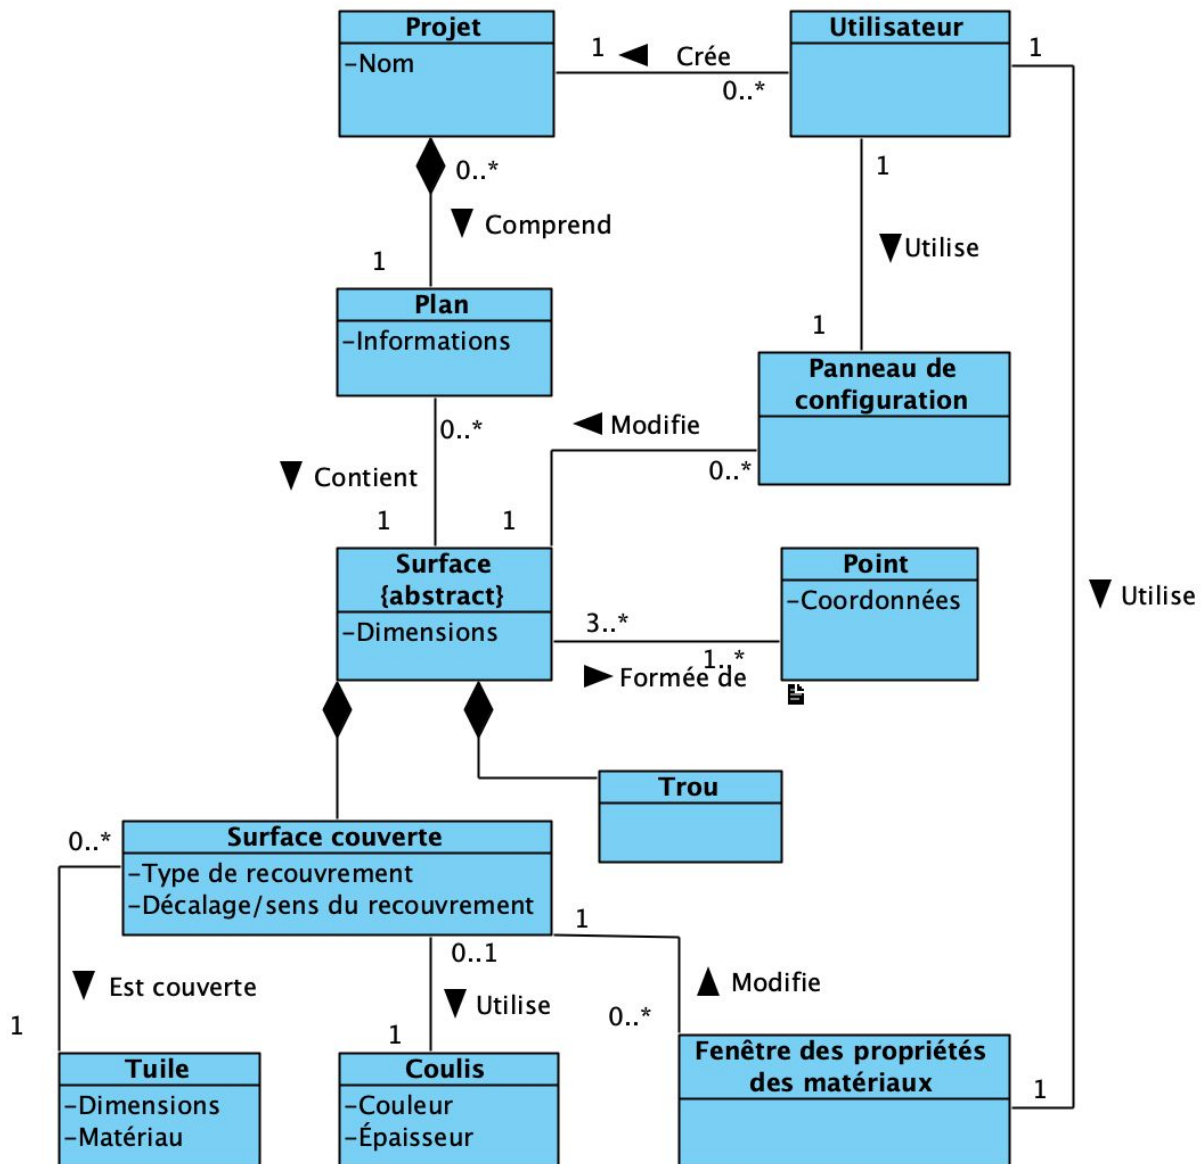 Projet
–Nom
1 ◄ Crée
0..*
Utilisateur
1
0..*
▼ Comprend
1
1
▼Utilise
1
Plan
–Informations
Panneau de
configuration
0..*
◄ Modifie
0..*
▼ Contient
1
1
Surface
{abstract}
–Dimensions
Point
–Coordonnées
3..*
1..*
► Formée de
▼ Utilise
Trou
0..*
Surface couverte
–Type de recouvrement
–Décalage/sens du recouvrement
1
0..1
▼ Est couverte
▼ Utilise
▲ Modifie
1
1
0..*
Tuile
–Dimensions
–Matériau
Coulis
–Couleur
–Épaisseur
Fenêtre des propriétés
des matériaux
1